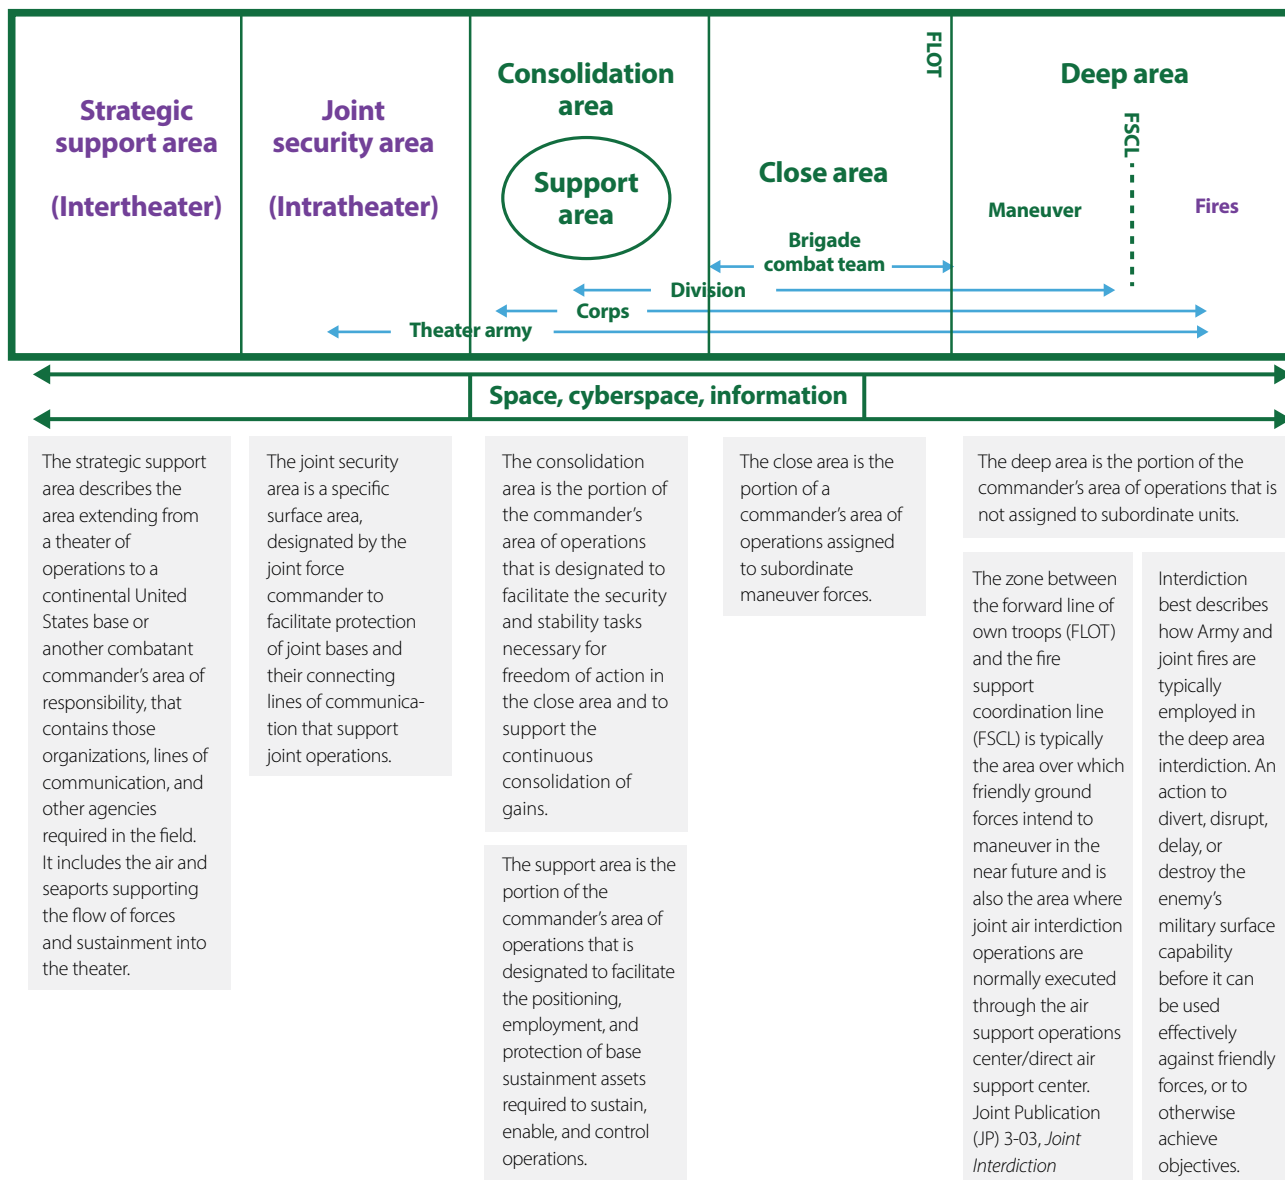 Strategic
support area
(Intertheater)
Joint
security area
(Intratheater)
Consolidation
area
Support
area
Close area
FLOT
Deep area
FSCL
Maneuver
Fires
Brigade
combat team
Division
Corps
Theater army
Space, cyberspace, information
The strategic support
area describes the
area extending from
a theater of
operations to a
continental United
States base or
another combatant
commander’s area of
responsibility, that
contains those
organizations, lines of
communication, and
other agencies
required in the field.
It includes the air and
seaports supporting
the flow of forces
and sustainment into
the theater.
The joint security
area is a specific
surface area,
designated by the
joint force
commander to
facilitate protection
of joint bases and
their connecting
lines of communica-
tion that support
joint operations.
The consolidation
area is the portion of
the commander’s
area of operations
that is designated to
facilitate the security
and stability tasks
necessary for
freedom of action in
the close area and to
support the
continuous
consolidation of
gains.
The support area is the
portion of the
commander’s area of
operations that is
designated to facilitate
the positioning,
employment, and
protection of base
sustainment assets
required to sustain,
enable, and control
operations.
The close area is the
portion of a
commander’s area of
operations assigned
to subordinate
maneuver forces.
The deep area is the portion of the
commander’s area of operations that is
not assigned to subordinate units.
The zone between
the forward line of
own troops (FLOT)
and the fire
support
coordination line
(FSCL) is typically
the area over which
friendly ground
forces intend to
maneuver in the
near future and is
also the area where
joint air interdiction
operations are
normally executed
through the air
support operations
center/direct air
support center.
Joint Publication
(JP) 3-03, Joint
Interdiction
Interdiction
best describes
how Army and
joint fires are
typically
employed in
the deep area
interdiction. An
action to
divert, disrupt,
delay, or
destroy the
enemy’s
military surface
capability
before it can
be used
effectively
against friendly
forces, or to
otherwise
achieve
objectives.